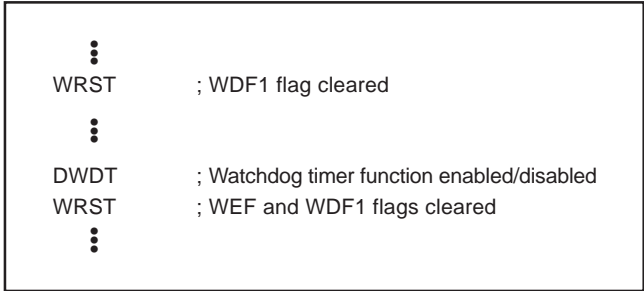 WRST ; WDF1 flag cleared
DWDT ; Watchdog timer function enabled/disabled
WRST ; WEF and WDF1 flags cleared